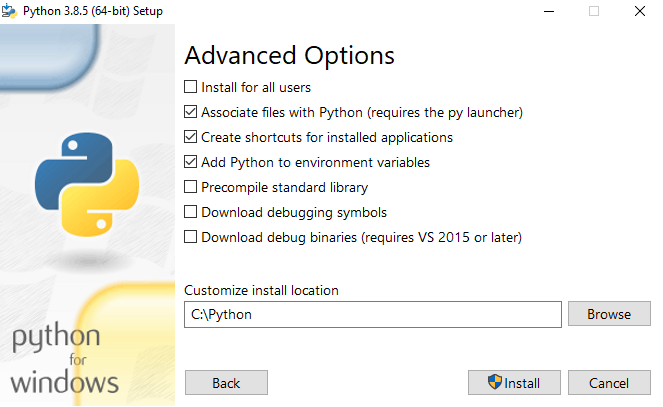 Python 3.8.5 (64-bit) Setup
Advanced Options
Install for all users
Associate files with Python (requires the py launcher)
Create shortcuts for installed applications
Add Python to environment variables
Precompile standard library
Download debugging symbols
Download debug binaries (requires VS 2015 or later)
Customize install location
C:\Python
Browse
python
for
windows
Back
Install
Cancel